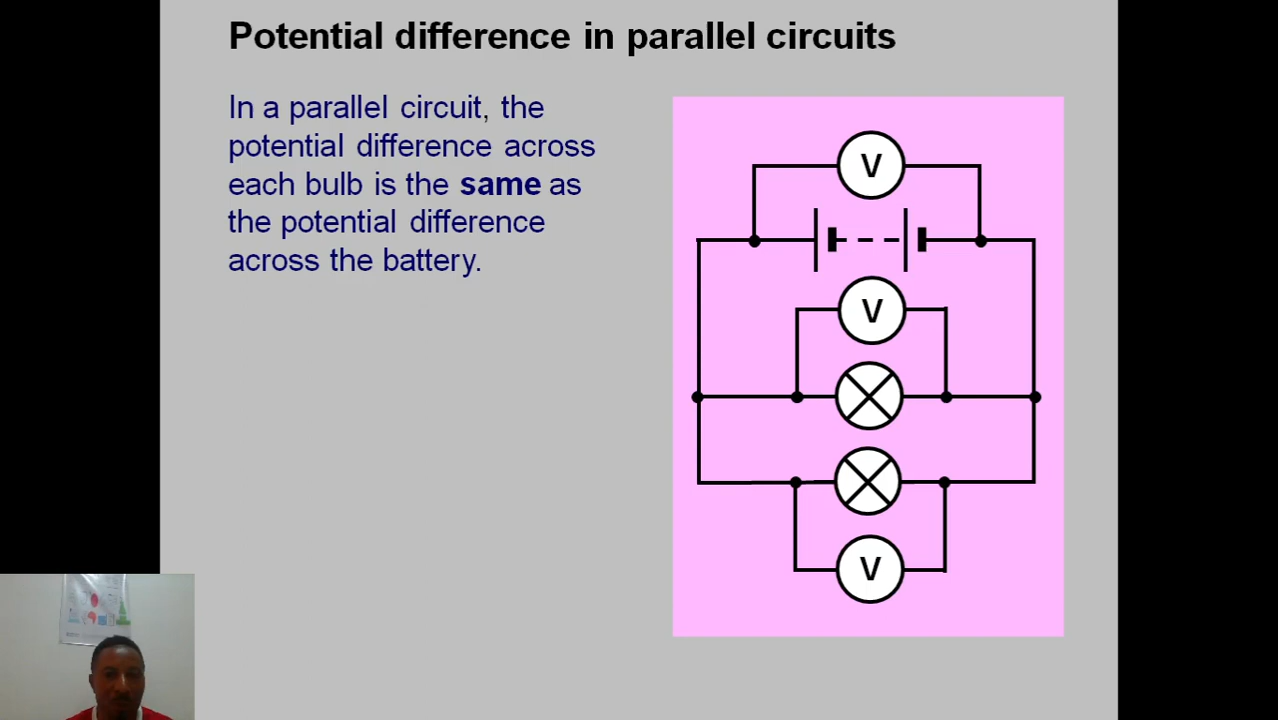 Potential difference in parallel circuits
In a parallel circuit, the
potential difference across
each bulb is the same as
the potential difference
across the battery.
V
V
V